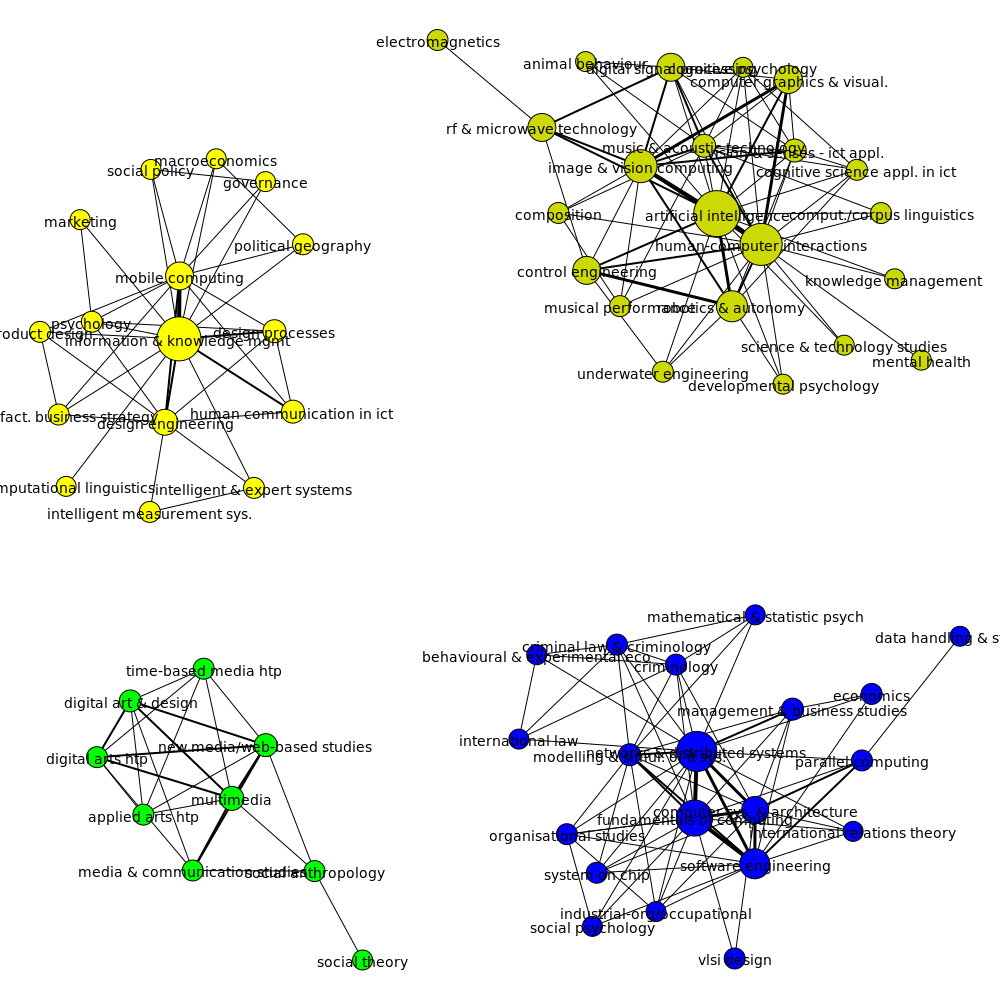 electromagnetics
animal behaviour
digital signal processing
cognitive psychology
computer graphics & visual.
rf & microwave technology
music & acoustic technology
vision & senses - ict appl.
image & vision computing
cognitive science appl. in ict
composition
artificial intelligence
comput./corpus linguistics
human-computer interactions
control engineering
knowledge management
musical performance
robotics & autonomy
science & technology studies
mental health
underwater engineering
developmental psychology
macroeconomics
social policy
governance
marketing
political geography
mobile computing
psychology
roduct design
design processes
information & knowledge mgmt
fact. business strategy
human communication in ict
design engineering
mputational linguistics
intelligent & expert systems
intelligent measurement sys.
time-based media htp
digital art & design
new media/web-based studies
digital arts htp
multimedia
applied arts htp
media & communication studies
social anthropology
social theory
mathematical & statistic psych
data handling & s
criminal law & criminology
behavioural & experimental eco
criminology
economics
management & business studies
international law
networks & distributed systems
modelling & simul. of it sys.
parallel computing
computer sys. & architecture
fundamentals of computing
international relations theory
organisational studies
software engineering
system on chip
industrial-org/occupational
social psychology
vlsi design